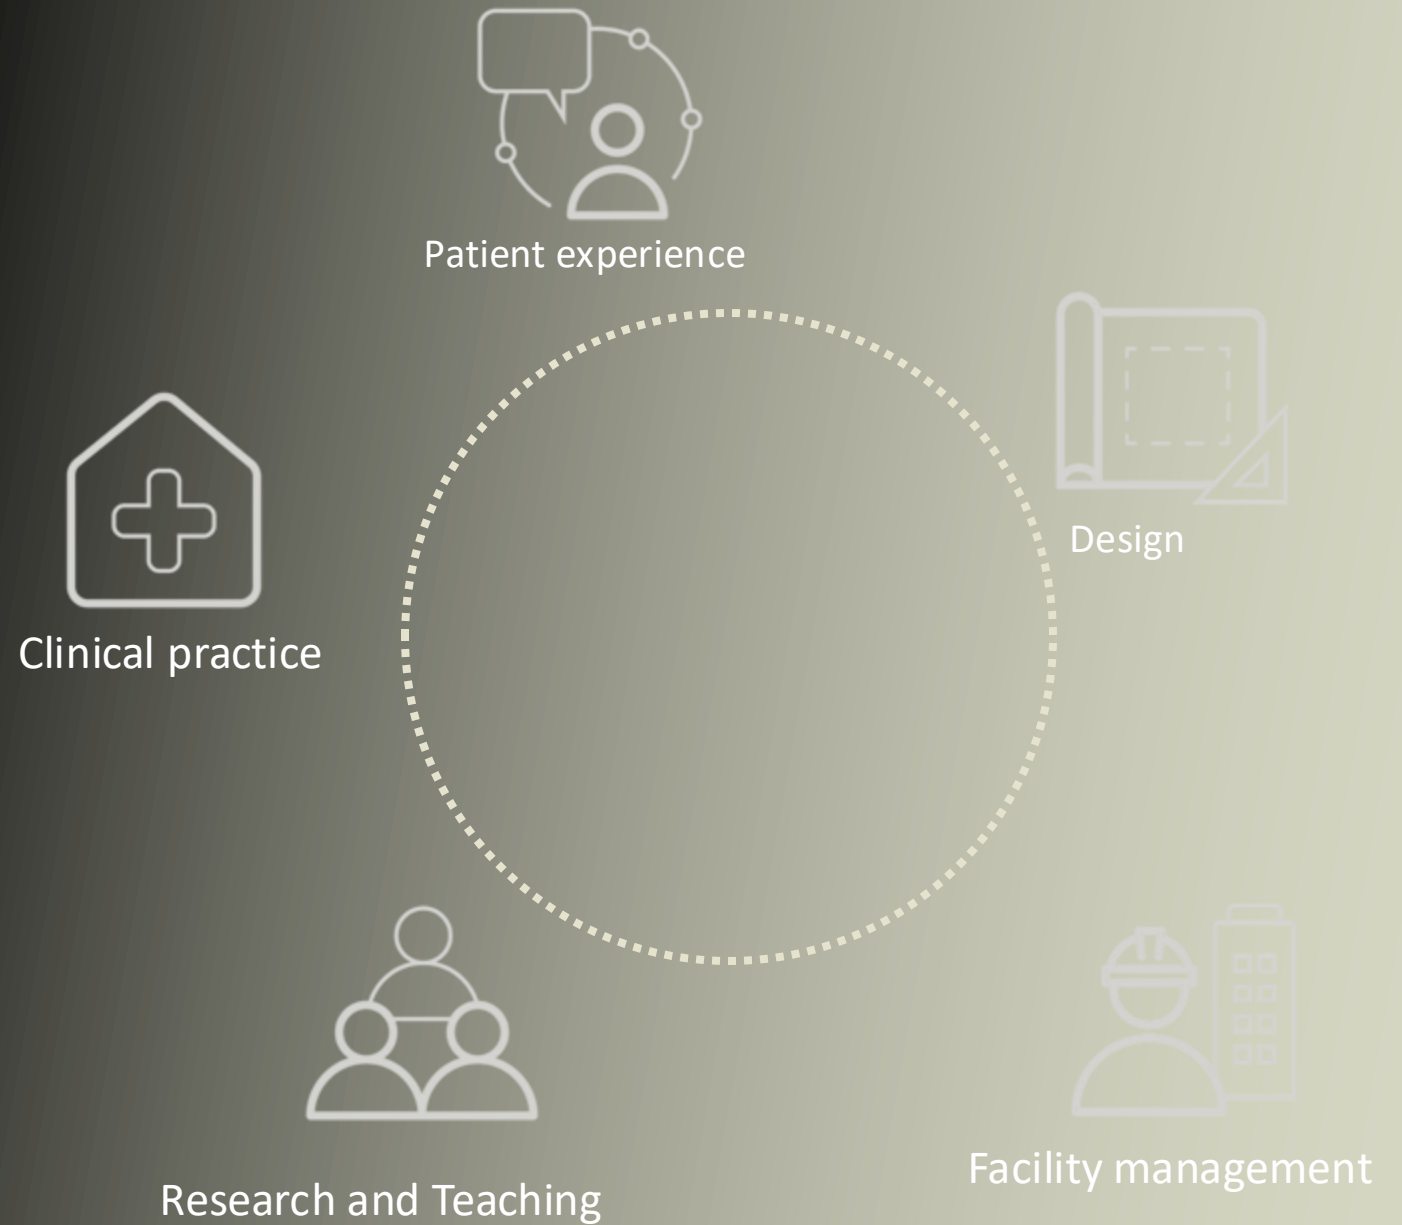 Patient experience
Design
Clinical practice
Facility management
Research and Teaching